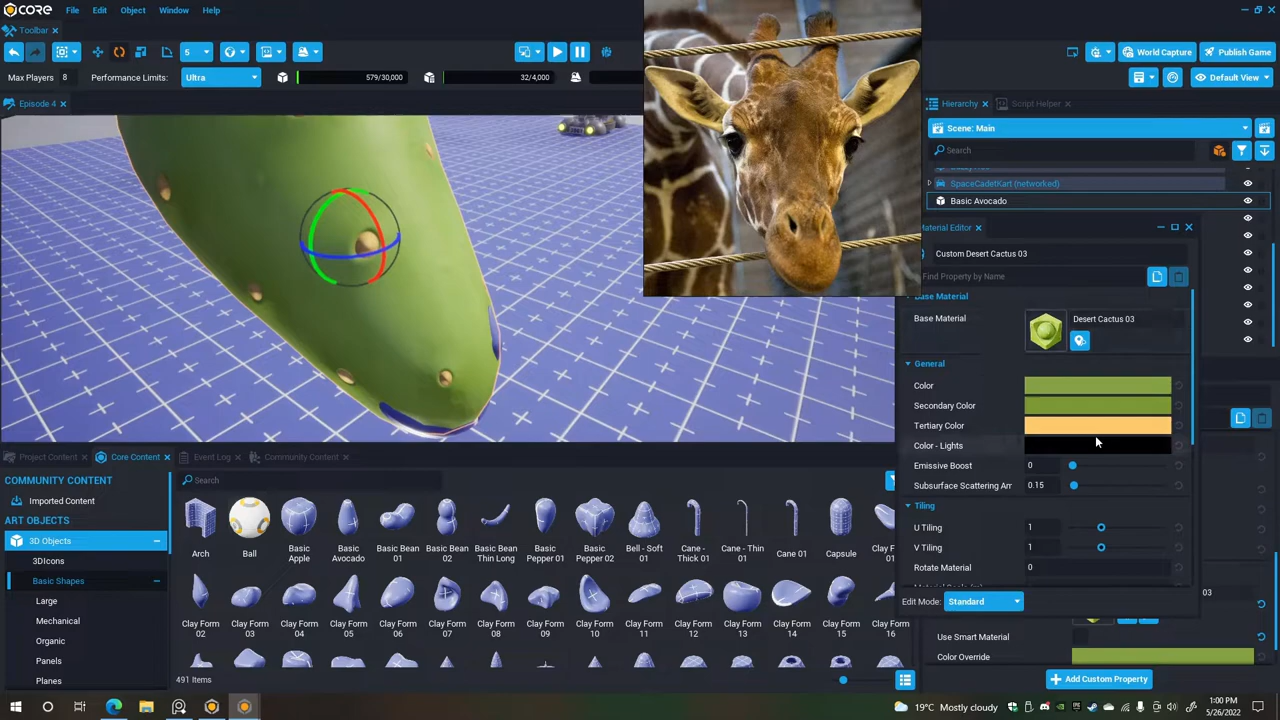 CORE
File
Edit
Object
Window
Help
Toolbar
5
World Capture
Publish Game
Max Players
8
Performance Limits:
Ultra
579/30,000
32/4,000
Default View
Episode 4
Hierarchy
Script Helper
Scene: Main
Search
SpaceCadetKart (networked)
Basic Avocado
Material Editor
Custom Desert Cactus 03
Find Property by Name
Base Material
Base Material
Desert Cactus 03
General
Color
Secondary Color
Tertiary Color
Color - Lights
Emissive Boost
0
Subsurface Scattering Am
0.15
Tiling
U Tiling
1
V Tiling
1
Rotate Material
0
Edit Mode:
Standard
03
Use Smart Material
Color Override
Add Custom Property
Project Content
Core Content
Event Log
Community Content
COMMUNITY CONTENT
Imported Content
ART OBJECTS
3D Objects
3DIcons
Basic Shapes
Large
Mechanical
Organic
Panels
Planes
Search
Arch
Ball
Basic Apple
Basic Avocado
Basic Bean 01
Basic Bean 02
Basic Bean Thin Long
Basic Pepper 01
Basic Pepper 02
Bell - Soft 01
Cane - Thick 01
Cane - Thin 01
Cane 01
Capsule
Clay Form 02
Clay Form 03
Clay Form 04
Clay Form 05
Clay Form 06
Clay Form 07
Clay Form 08
Clay Form 09
Clay Form 10
Clay Form 11
Clay Form 12
Clay Form 13
Clay Form 14
Clay Form 15
Clay Form 16
491 Items
19°C Mostly cloudy
1:00 PM
5/26/2022